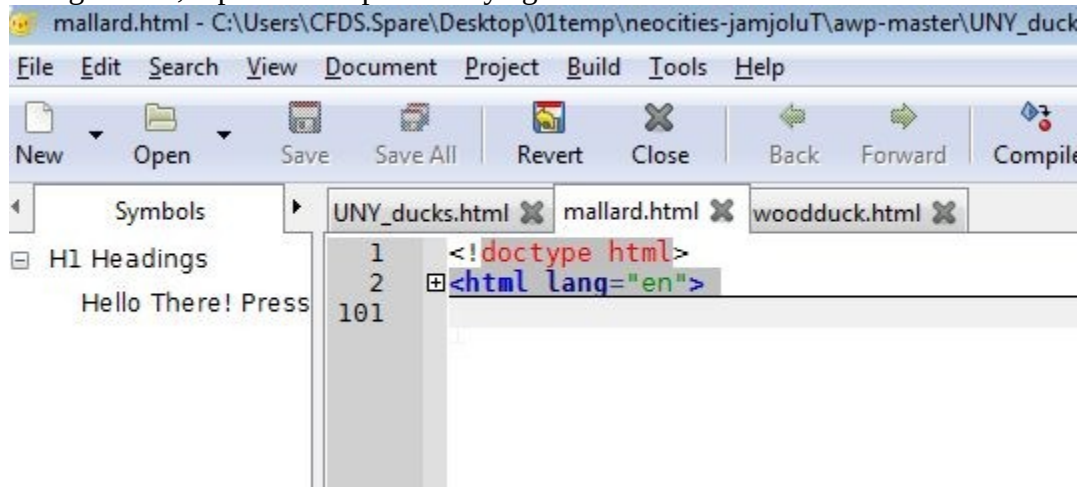 mallard.html - C:\Users\CFDS.Spare\Desktop\01temp\neocities-jamjoluT\awp-master\UNY_duck
File Edit Search View Document Project Build Tools Help
New Open Save Save All Revert Close Back Forward Compile
Symbols UNY_ducks.html mallard.html woodduck.html
H1 Headings
Hello There! Press
1 <!doctype html>
2 <html lang="en">
101